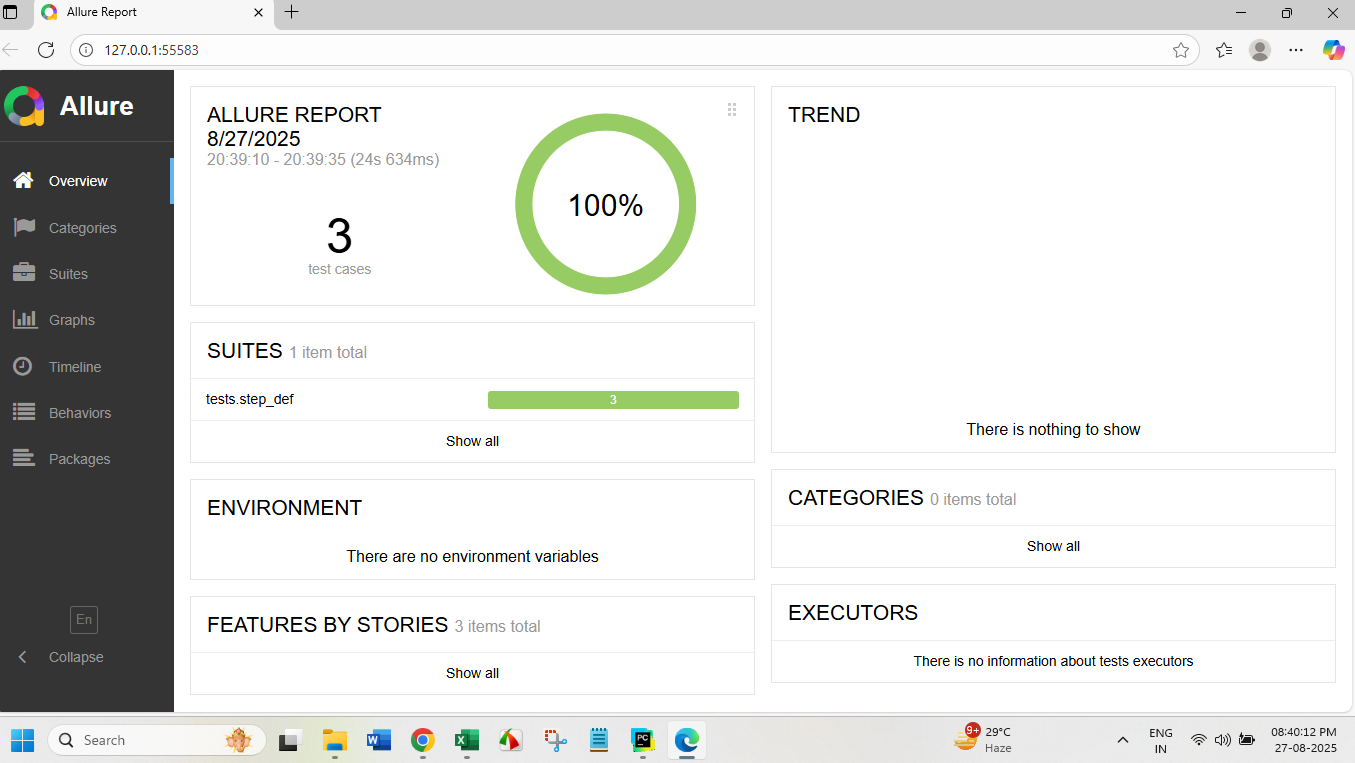 Allure Report
127.0.0.1:55583
Allure
Overview
Categories
Suites
Graphs
Timeline
Behaviors
Packages
En
Collapse
ALLURE REPORT
8/27/2025
20:39:10 - 20:39:35 (24s 634ms)
3
test cases
100%
SUITES 1 item total
tests.step_def 3
Show all
ENVIRONMENT
There are no environment variables
FEATURES BY STORIES 3 items total
Show all
TREND
There is nothing to show
CATEGORIES 0 items total
Show all
EXECUTORS
There is no information about tests executors
Search
W
X
PC
9+
29°C
Haze
ENG
IN
08:40:12 PM
27-08-2025